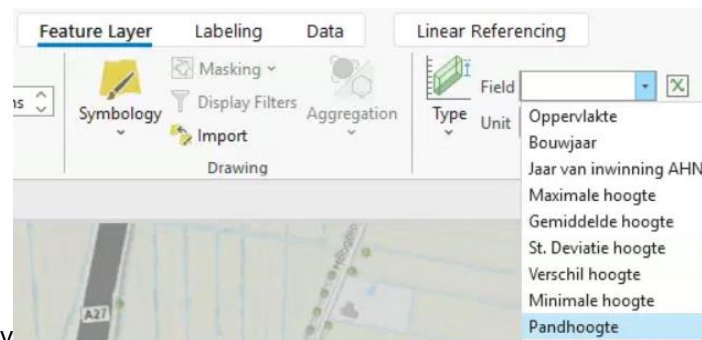 Feature Layer Labeling Data Linear Referencing
ns
Symbology
Masking
Display Filters
Import
Aggregation
Drawing
Type
Field
Unit
Oppervlakte
Bouwjaar
Jaar van inwinning AHN
Maximale hoogte
Gemiddelde hoogte
St. Deviatie hoogte
Verschil hoogte
Minimale hoogte
Pandhoogte
A27
y